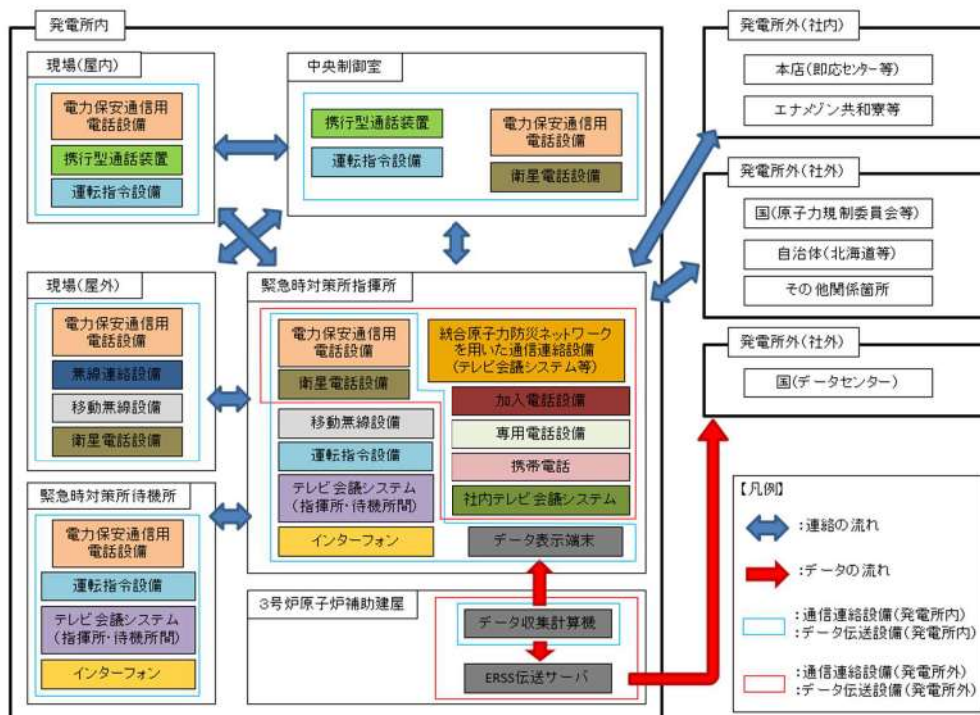 発電所内
現場(屋内)
電力保安通信用
電話設備
携行型通話装置
運転指令設備
中央制御室
携行型通話装置
運転指令設備
電力保安通信用
電話設備
衛星電話設備
現場(屋外)
電力保安通信用
電話設備
無線連絡設備
移動無線設備
衛星電話設備
緊急時対策所指揮所
電力保安通信用
電話設備
衛星電話設備
移動無線設備
運転指令設備
テレビ会議システム
(指揮所・待機所間)
インターフォン
統合原子力防災ネットワーク
を用いた通信連絡設備
(テレビ会議システム等)
加入電話設備
専用電話設備
携帯電話
社内テレビ会議システム
データ表示端末
緊急時対策所待機所
電力保安通信用
電話設備
運転指令設備
テレビ会議システム
(指揮所・待機所間)
インターフォン
3号炉原子炉補助建屋
データ収集計算機
ERSS伝送サーバ
発電所外(社内)
本店(即応センター等)
エナメゾン共和寮等
発電所外(社外)
国(原子力規制委員会等)
自治体(北海道等)
その他関係箇所
発電所外(社外)
国(データセンター)
【凡例】
:連絡の流れ
:データの流れ
:通信連絡設備(発電所内)
:データ伝送設備(発電所内)
:通信連絡設備(発電所外)
:データ伝送設備(発電所外)